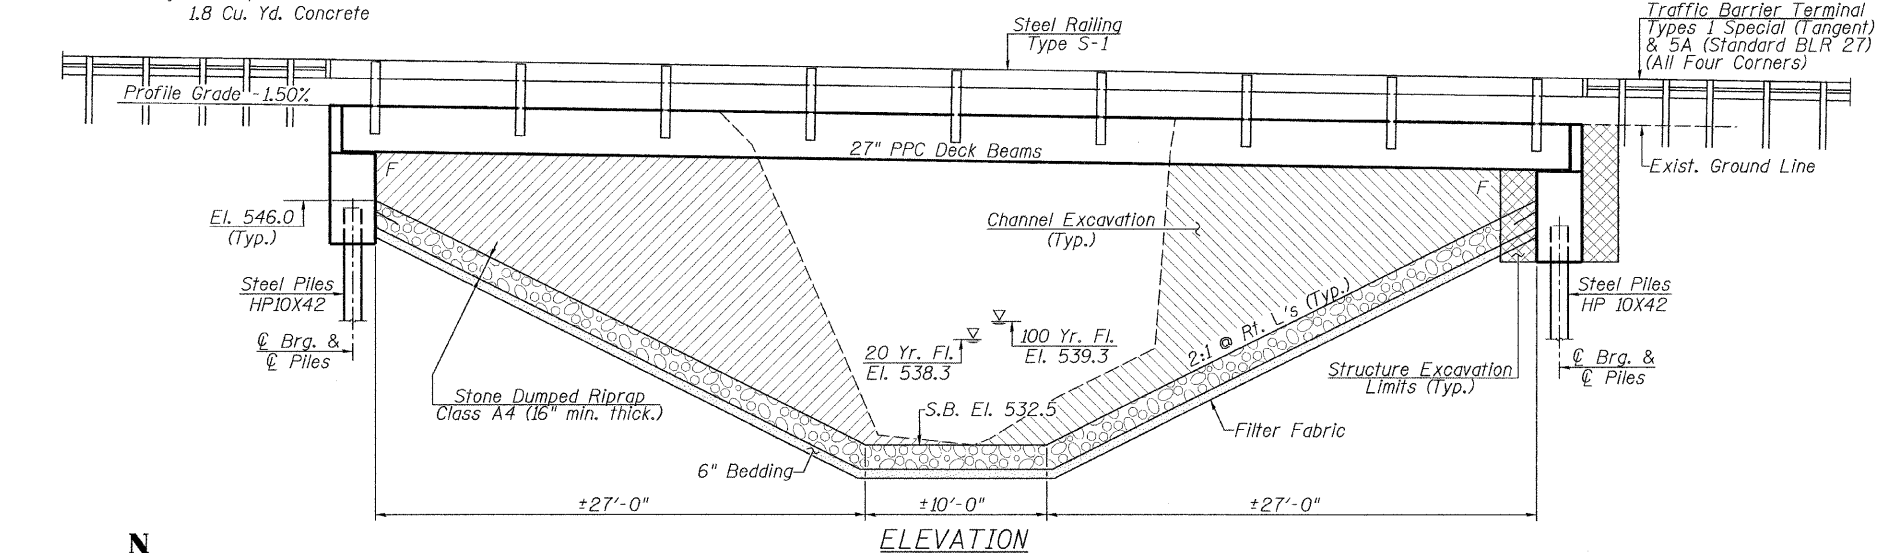 1.8 Cu. Yd. Concrete
Steel Railing
Type S-1
Traffic Barrier Terminal
Types 1 Special (Tangent)
& 5A (Standard BLR 27)
(All Four Corners)
Profile Grade -1.50%
27" PPC Deck Beams
Exist. Ground Line
F
F
El. 546.0
(Typ.)
Channel Excavation
(Typ.)
Steel Piles
HP10X42
Steel Piles
HP 10X42
2:1 @ Rt. L's (Typ.)
20 Yr. Fl.
El. 538.3
100 Yr. Fl.
El. 539.3
℄ Brg. &
℄ Piles
℄ Brg. &
℄ Piles
Structure Excavation
Limits (Typ.)
Stone Dumped Riprap
Class A4 (16" min. thick.)
S.B. El. 532.5
Filter Fabric
6" Bedding
±27'-0"
±10'-0"
±27'-0"
ELEVATION
N